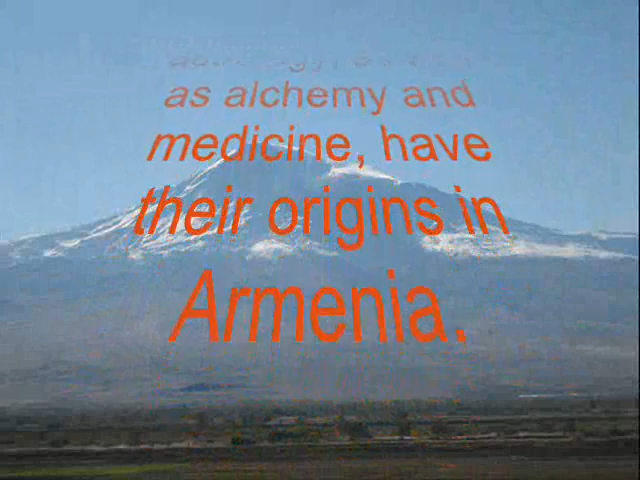 as alchemy and
medicine, have
their origins in
Armenia.